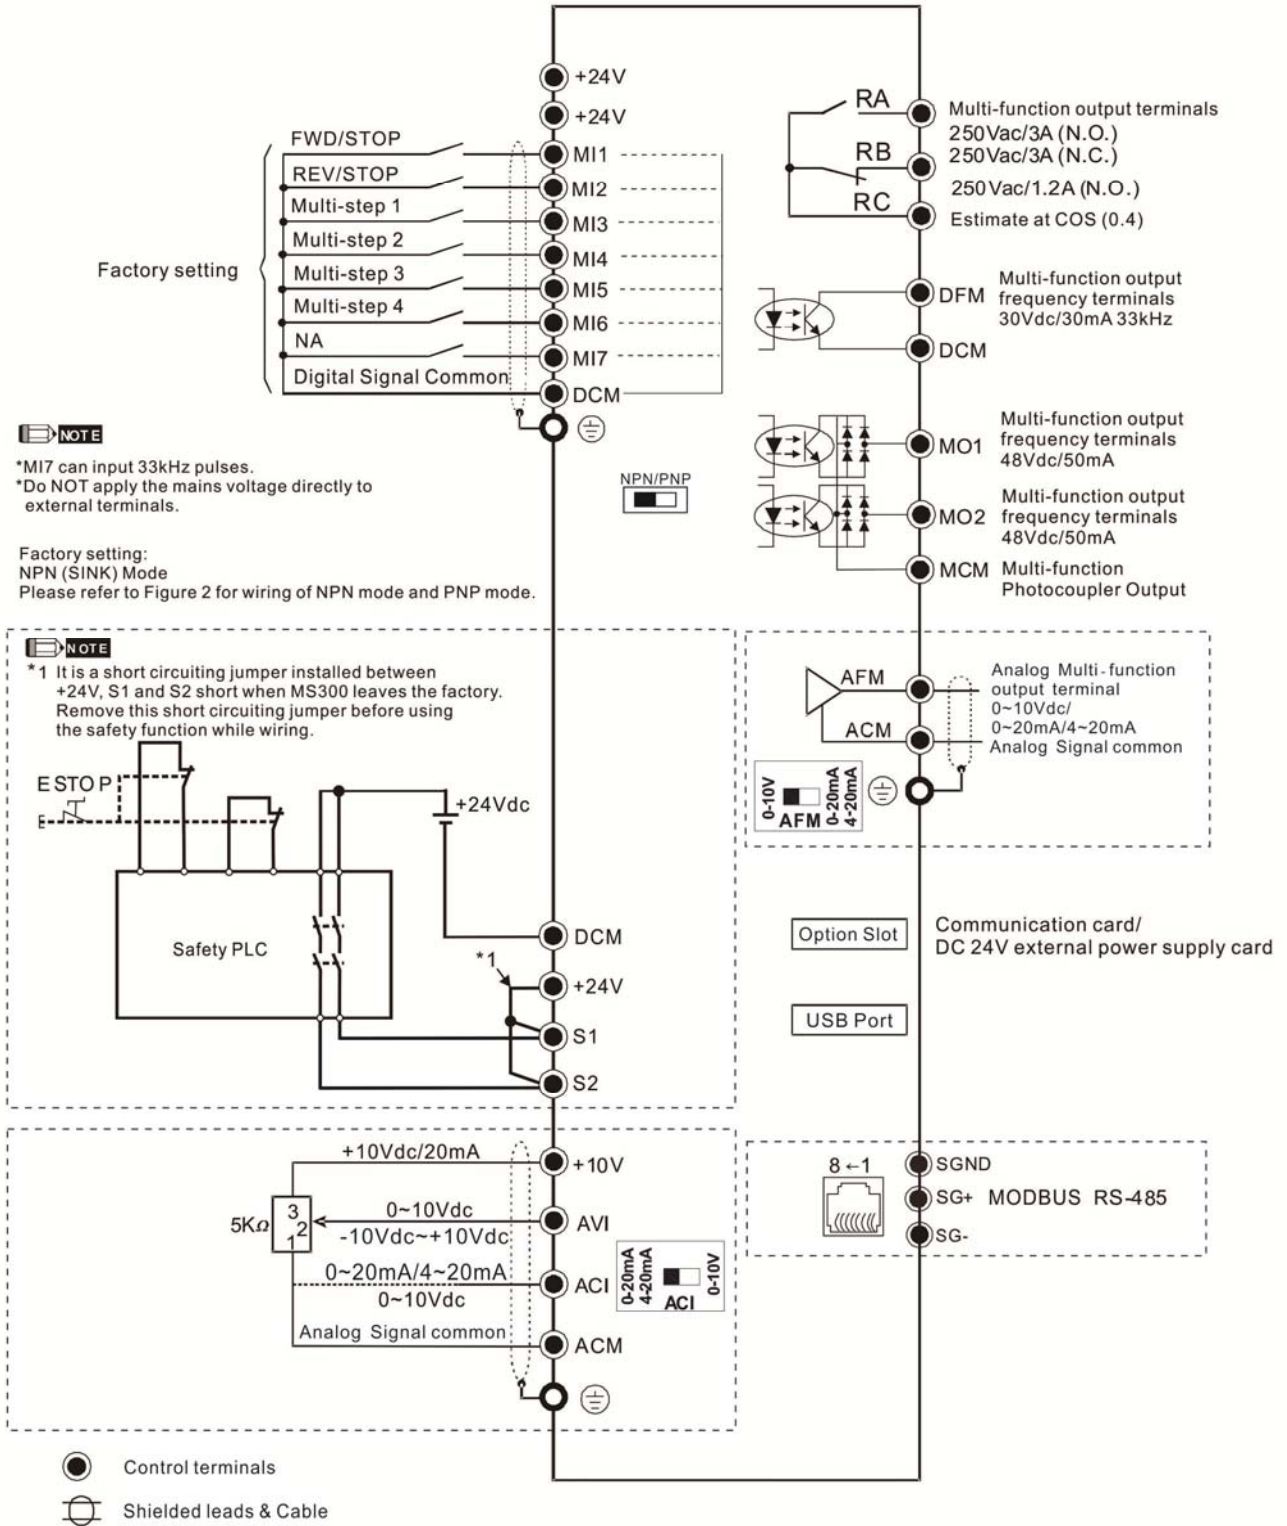 +24V
+24V
FWD/STOP
MI1
REV/STOP
MI2
Multi-step 1
MI3
Multi-step 2
MI4
Multi-step 3
MI5
Multi-step 4
MI6
NA
MI7
Digital Signal Common
DCM
Factory setting
RA
RB
RC
Multi-function output terminals
250Vac/3A (N.O.)
250Vac/3A (N.C.)
250Vac/1.2A (N.O.)
Estimate at COS (0.4)
DFM
DCM
Multi-function output
frequency terminals
30Vdc/30mA 33kHz
MO1
Multi-function output
frequency terminals
48Vdc/50mA
MO2
Multi-function output
frequency terminals
48Vdc/50mA
MCM
Multi-function
Photocoupler Output
NPN/PNP
NOTE
*MI7 can input 33kHz pulses.
*Do NOT apply the mains voltage directly to
external terminals.
Factory setting:
NPN (SINK) Mode
Please refer to Figure 2 for wiring of NPN mode and PNP mode.
NOTE
*1 It is a short circuiting jumper installed between
+24V, S1 and S2 short when MS300 leaves the factory.
Remove this short circuiting jumper before using
the safety function while wiring.
ESTOP
+24Vdc
Safety PLC
DCM
*1
+24V
S1
S2
AFM
ACM
Analog Multi-function
output terminal
0~10Vdc/
0~20mA/4~20mA
Analog Signal common
0-10V
AFM
0-20mA
4-20mA
Option Slot
Communication card/
DC 24V external power supply card
USB Port
+10Vdc/20mA
+10V
5KΩ
3
2
1
0~10Vdc
-10Vdc~+10Vdc
AVI
0~20mA/4~20mA
0~10Vdc
ACI
Analog Signal common
ACM
0-20mA
4-20mA
ACI
0-10V
8←1
SGND
SG+
MODBUS RS-485
SG-
Control terminals
Shielded leads & Cable